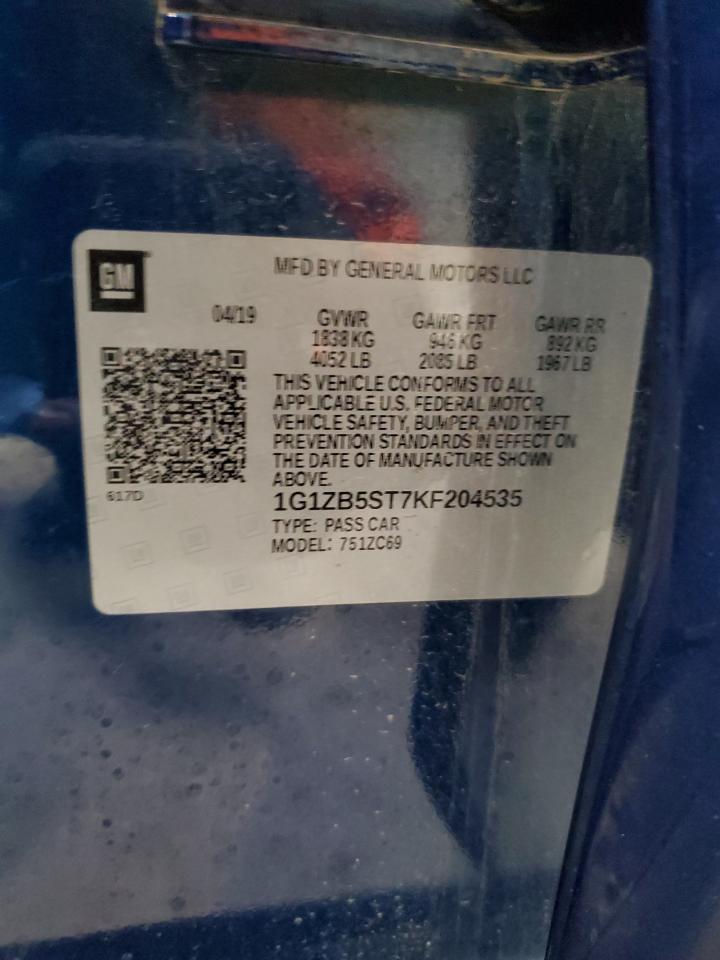 GM
MFD BY GENERAL MOTORS LLC
04/19 GVWR GAWR FRT GAWR RR
1838 KG 946 KG 892 KG
4052 LB 2085 LB 1967 LB
THIS VEHICLE CONFORMS TO ALL
APPLICABLE U.S. FEDERAL MOTOR
VEHICLE SAFETY, BUMPER, AND THEFT
PREVENTION STANDARDS IN EFFECT ON
THE DATE OF MANUFACTURE SHOWN
ABOVE.
617D
1G1ZB5ST7KF204535
TYPE: PASS CAR
MODEL: 751ZC69